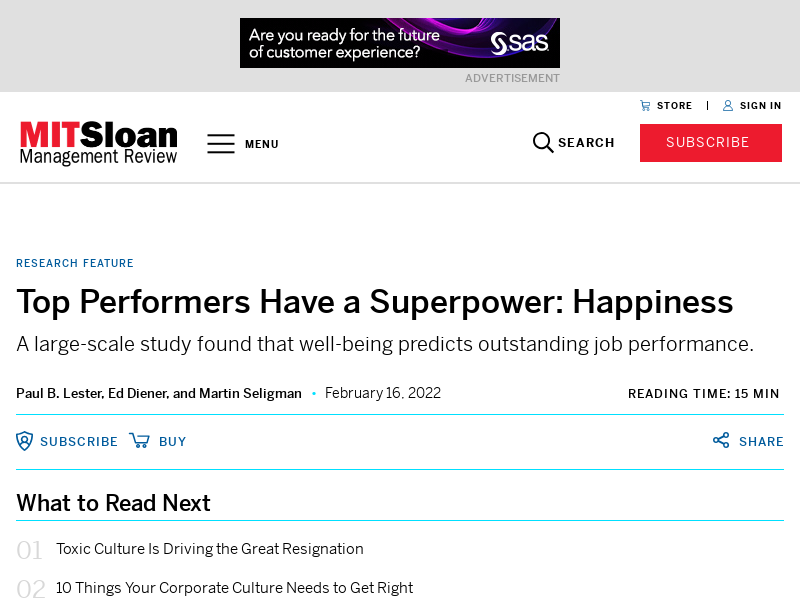 Are you ready for the future
of customer experience?
sas
ADVERTISEMENT
STORE | SIGN IN
MITSloan
Management Review
MENU
SEARCH
SUBSCRIBE
RESEARCH FEATURE
Top Performers Have a Superpower: Happiness
A large-scale study found that well-being predicts outstanding job performance.
Paul B. Lester, Ed Diener, and Martin Seligman • February 16, 2022
READING TIME: 15 MIN
SUBSCRIBE BUY
SHARE
What to Read Next
01 Toxic Culture Is Driving the Great Resignation
02 10 Things Your Corporate Culture Needs to Get Right